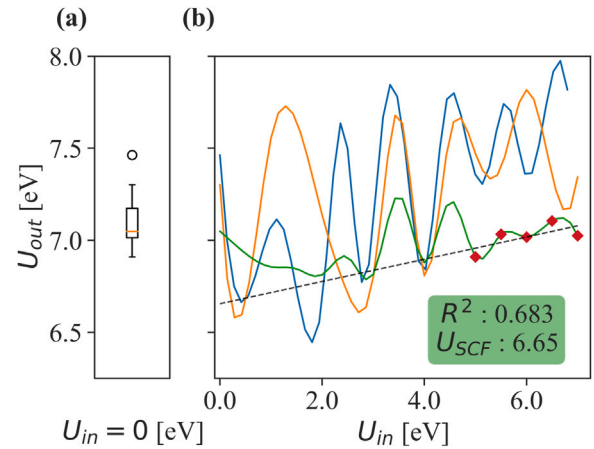 (a)
(b)
8.0
7.5
7.0
6.5
U_out [eV]
R² : 0.683
U_SCF : 6.65
0.0 2.0 4.0 6.0
U_in = 0 [eV]
U_in [eV]